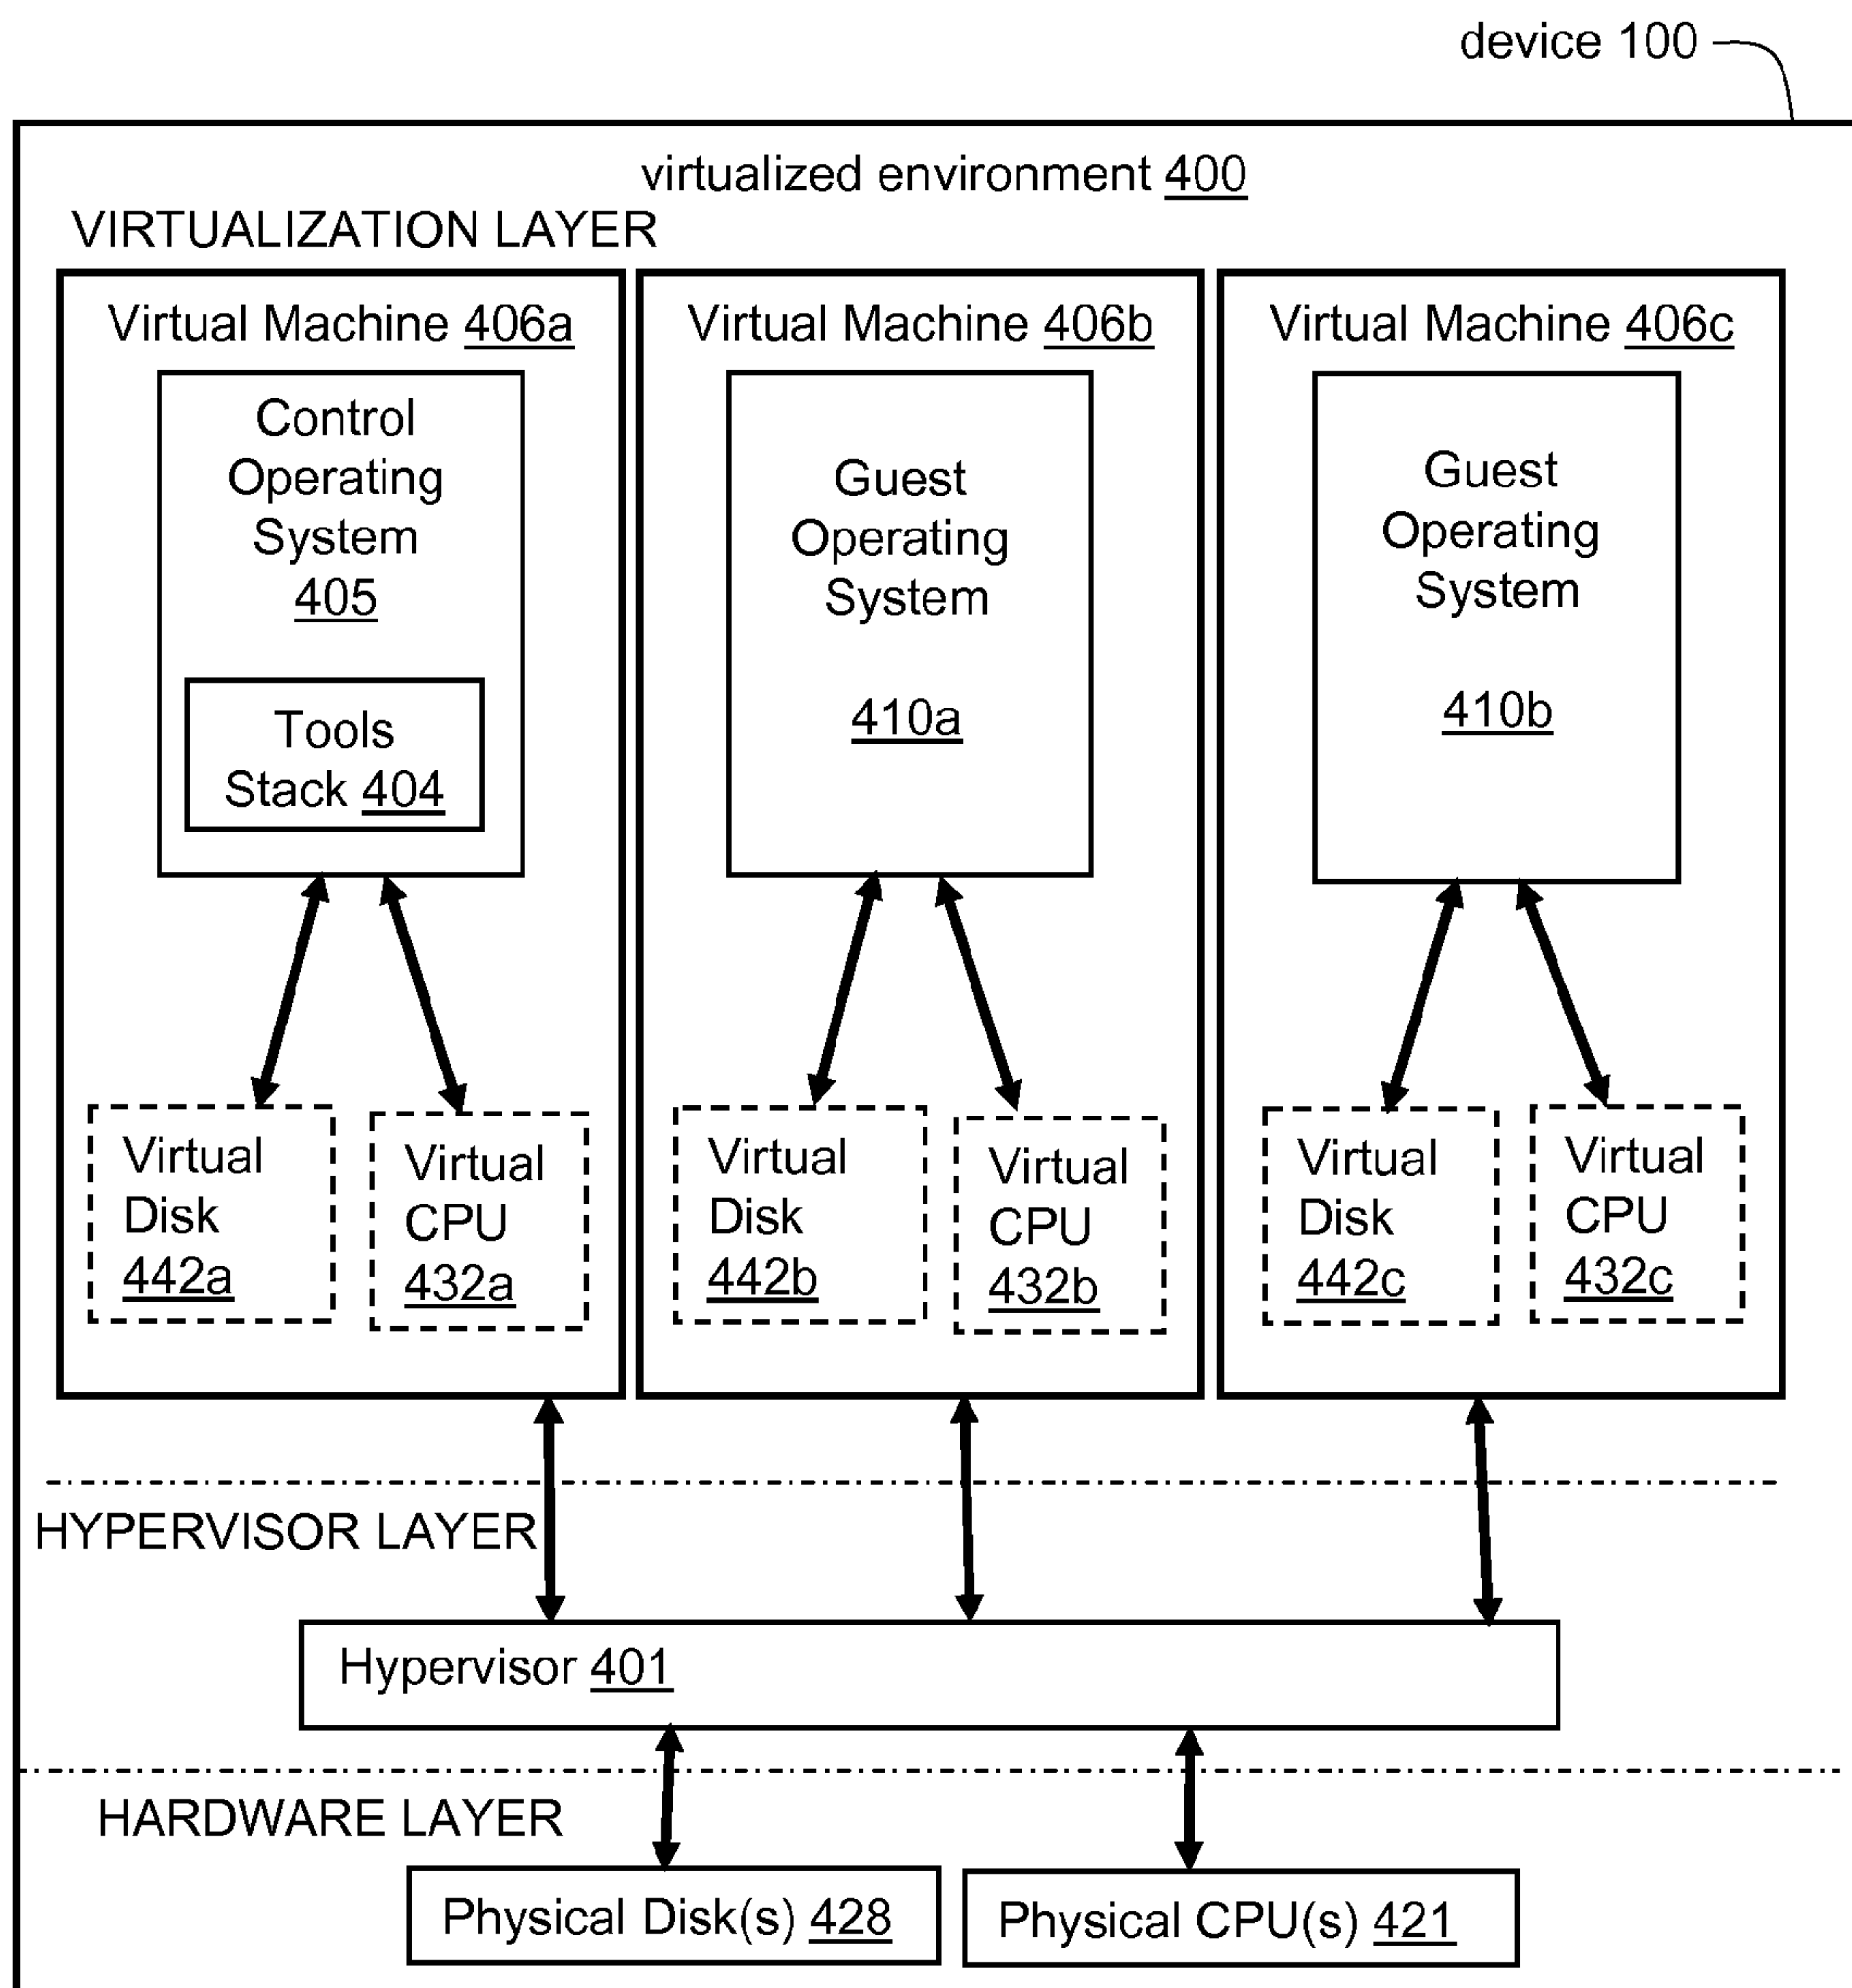 device 100
virtualized environment 400
VIRTUALIZATION LAYER
Virtual Machine 406a
Control
Operating
System
405
Tools
Stack 404
Virtual
Disk
442a
Virtual
CPU
432a
Virtual Machine 406b
Guest
Operating
System
410a
Virtual
Disk
442b
Virtual
CPU
432b
Virtual Machine 406c
Guest
Operating
System
410b
Virtual
Disk
442c
Virtual
CPU
432c
HYPERVISOR LAYER
Hypervisor 401
HARDWARE LAYER
Physical Disk(s) 428
Physical CPU(s) 421